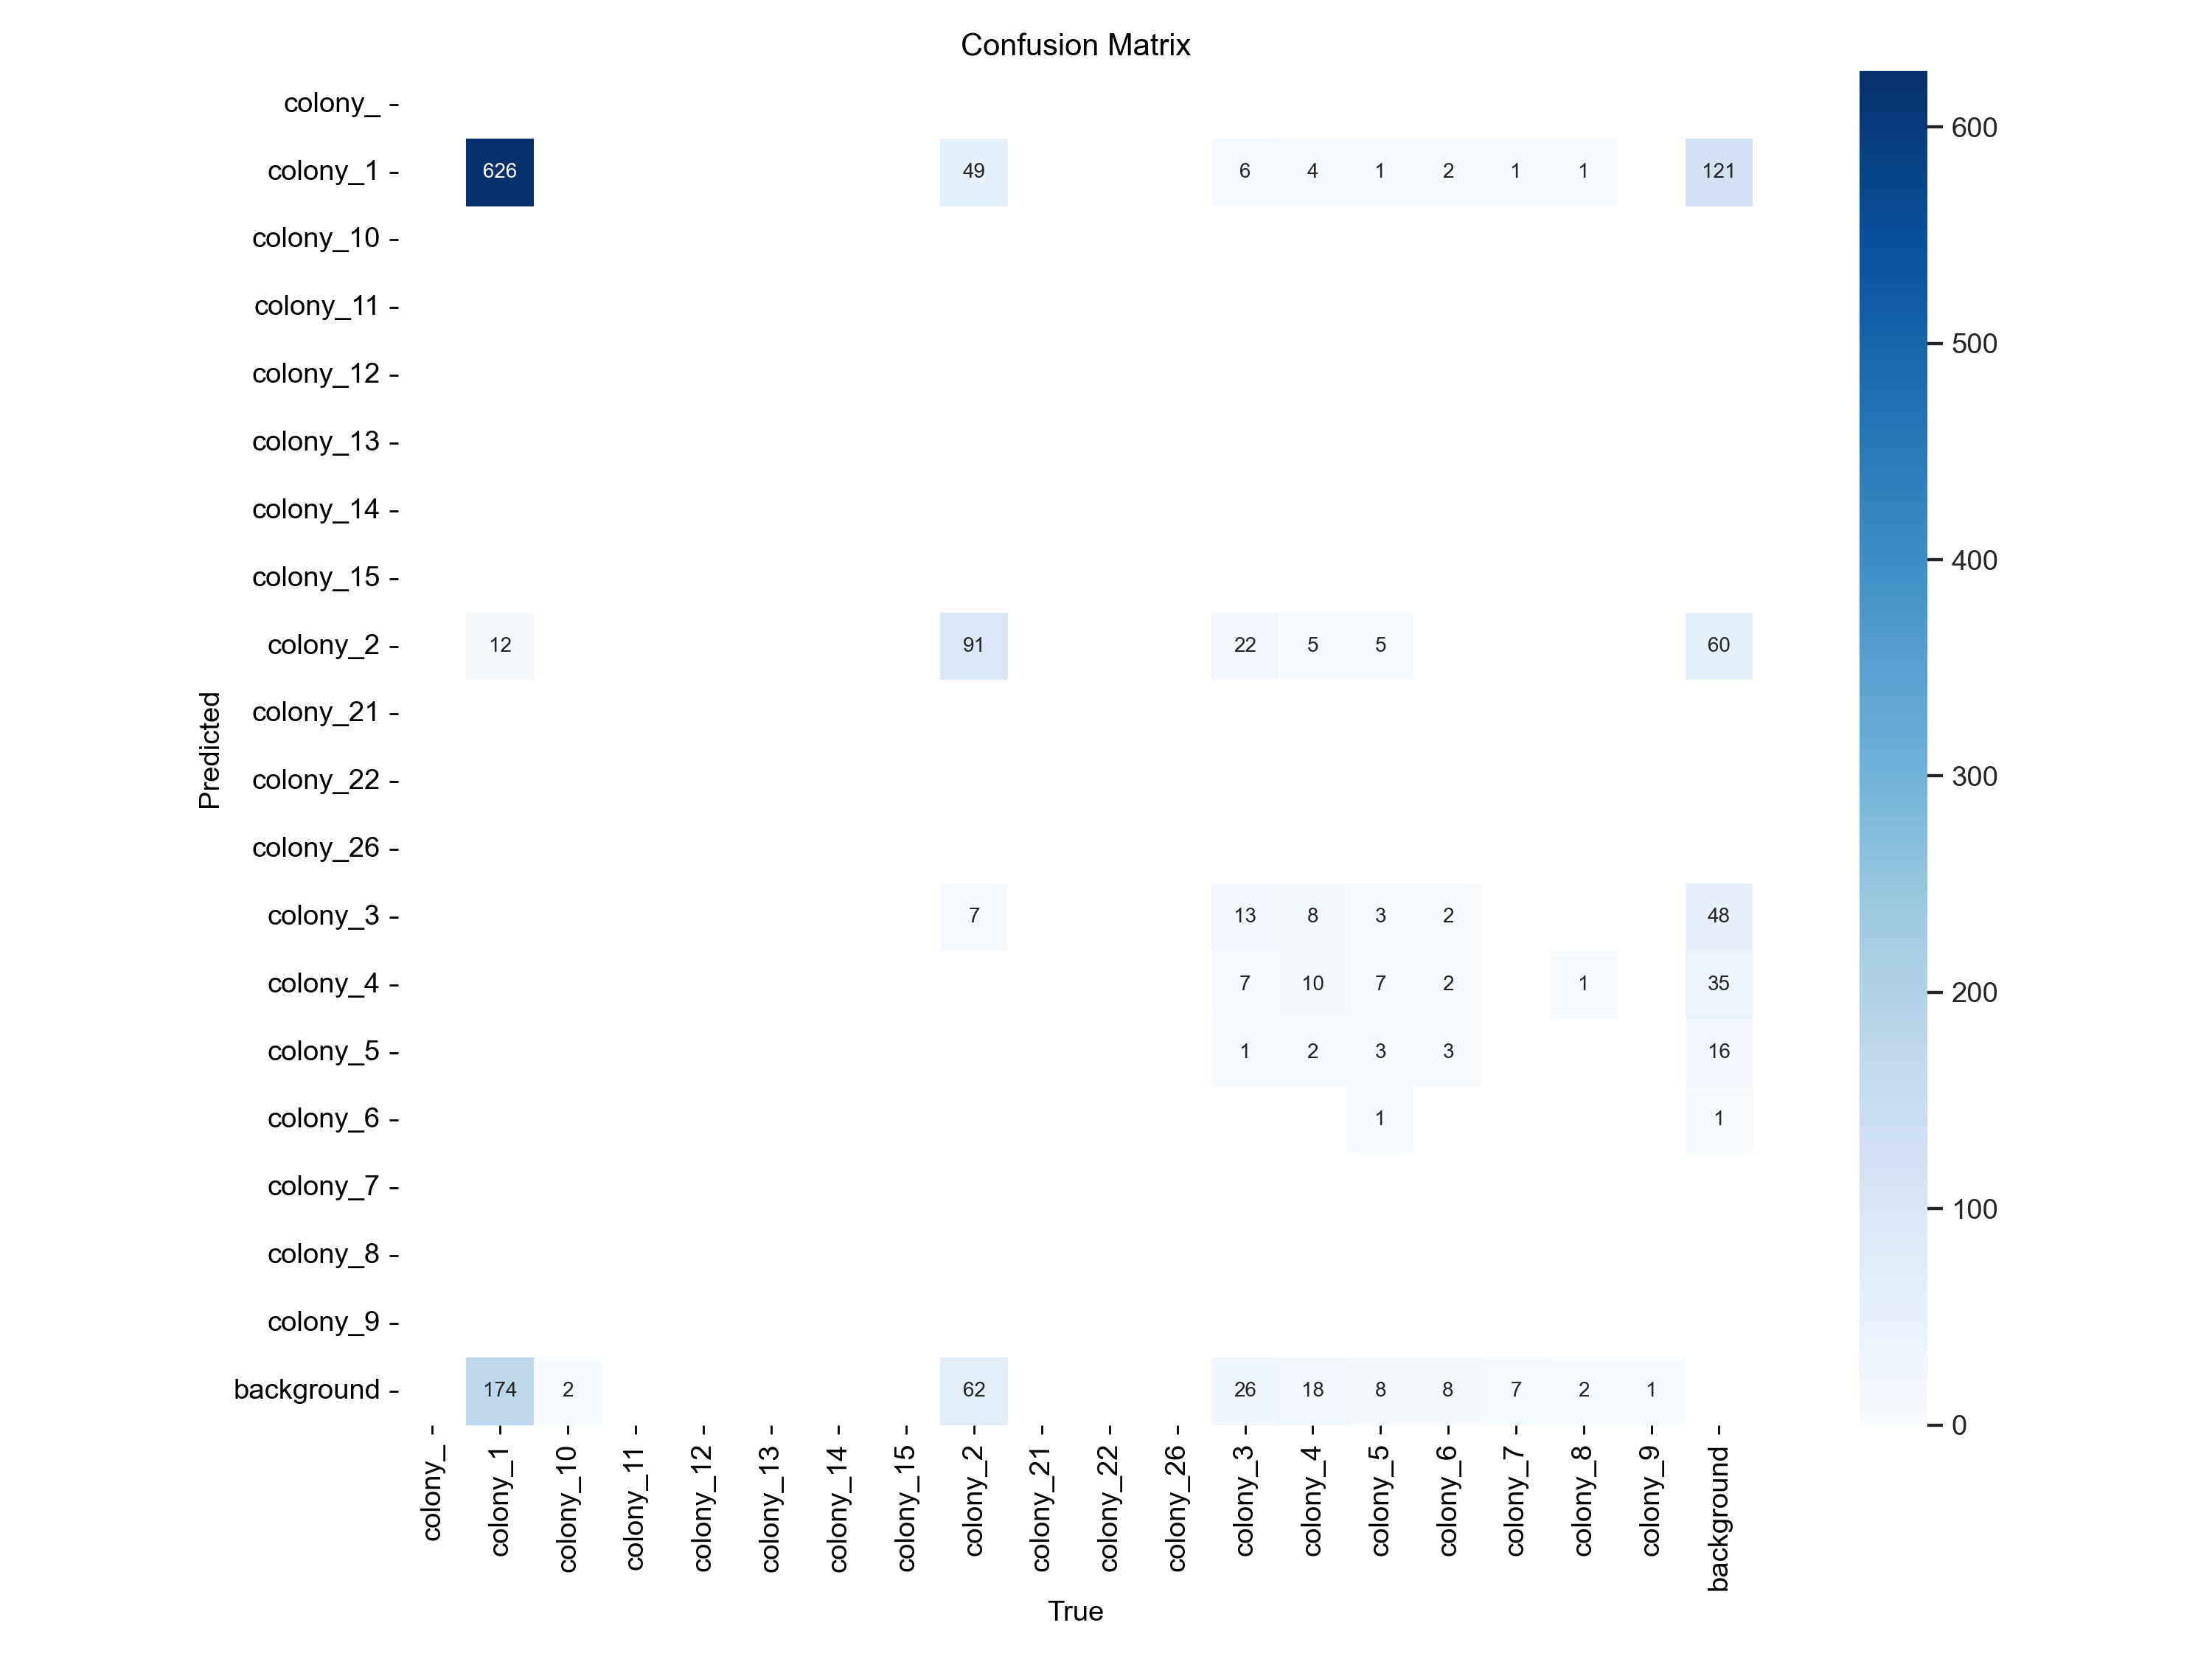 Confusion Matrix
colony_
colony_1 626 49 6 4 1 2 1 1 121
colony_10
colony_11
colony_12
colony_13
colony_14
colony_15
colony_2 12 91 22 5 5 60
colony_21
colony_22
colony_26
colony_3 7 13 8 3 2 48
colony_4 7 10 7 2 1 35
colony_5 1 2 3 3 16
colony_6 1 1
colony_7
colony_8
colony_9
background 174 2 62 26 18 8 8 7 2 1
Predicted
colony_ colony_1 colony_10 colony_11 colony_12 colony_13 colony_14 colony_15 colony_2 colony_21 colony_22 colony_26 colony_3 colony_4 colony_5 colony_6 colony_7 colony_8 colony_9 background
True
600
500
400
300
200
100
0